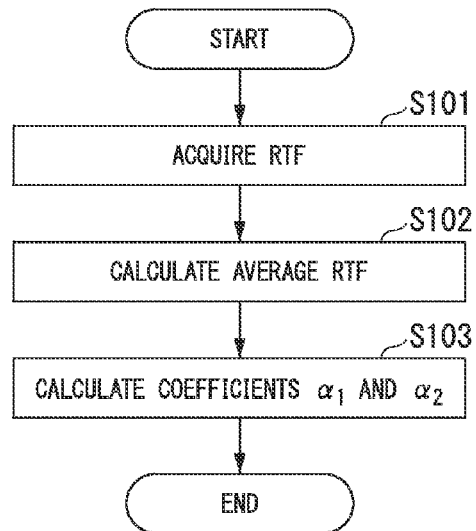 START
S101
ACQUIRE RTF
S102
CALCULATE AVERAGE RTF
S103
CALCULATE COEFFICIENTS α₁ AND α₂
END